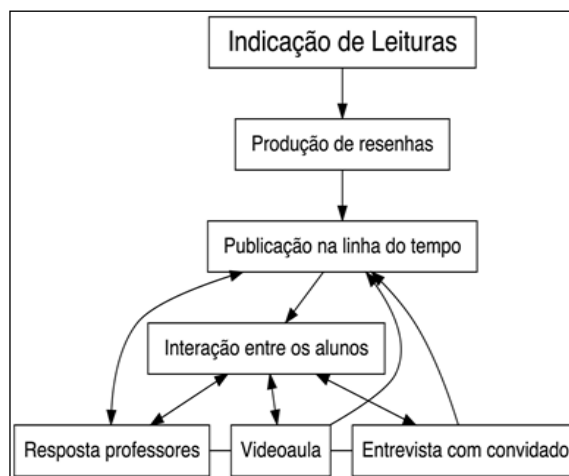 Indicação de Leituras
Produção de resenhas
Publicação na linha do tempo
Interação entre os alunos
Resposta professores
Videoaula
Entrevista com convidado